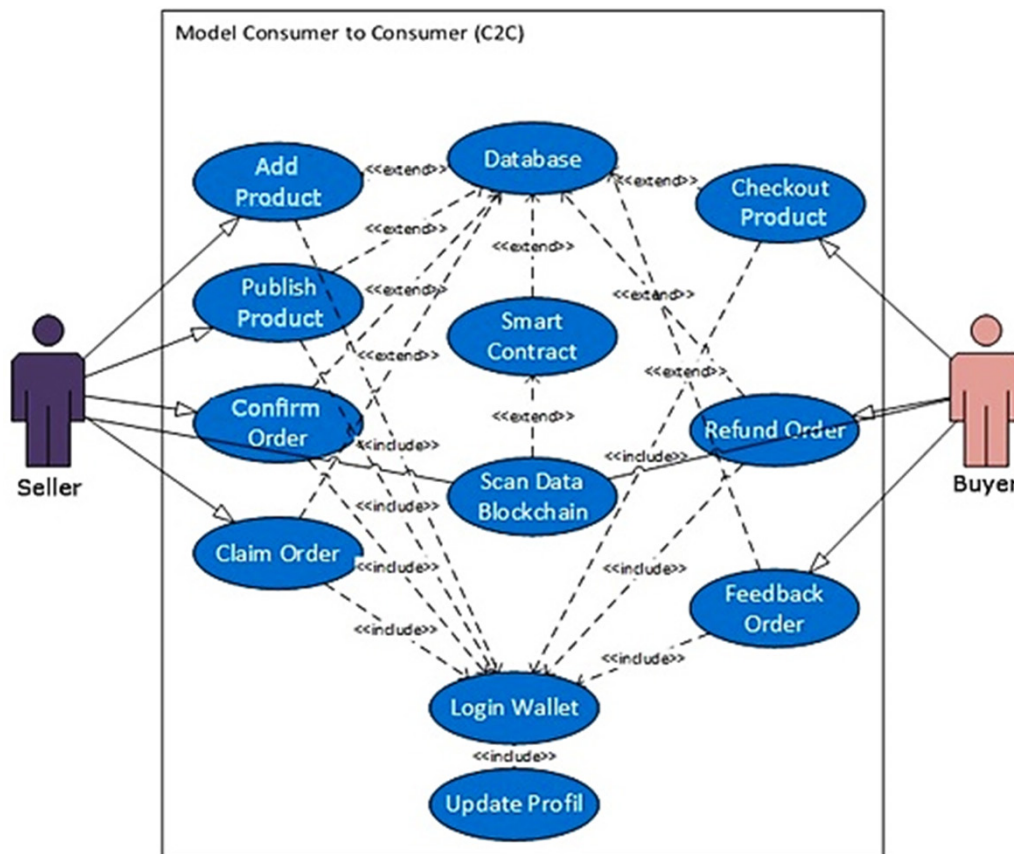 Model Consumer to Consumer (C2C)
Add
Product
<<extend>>
Database
<<extend>>
Checkout
Product
<<extend>>
<<extend>>
Publish
Product
<<extend>>
<<extend>>
Smart
Contract
<<extend>>
<<extend>>
Confirm
Order
<<extend>>
Refund Order
<<include>>
<<include>>
Seller
Scan Data
Blockchain
Buyer
<<include>>
Claim Order
<<include>>
<<include>>
Feedback
Order
<<include>>
<<include>>
Login Wallet
<<include>>
Update Profil